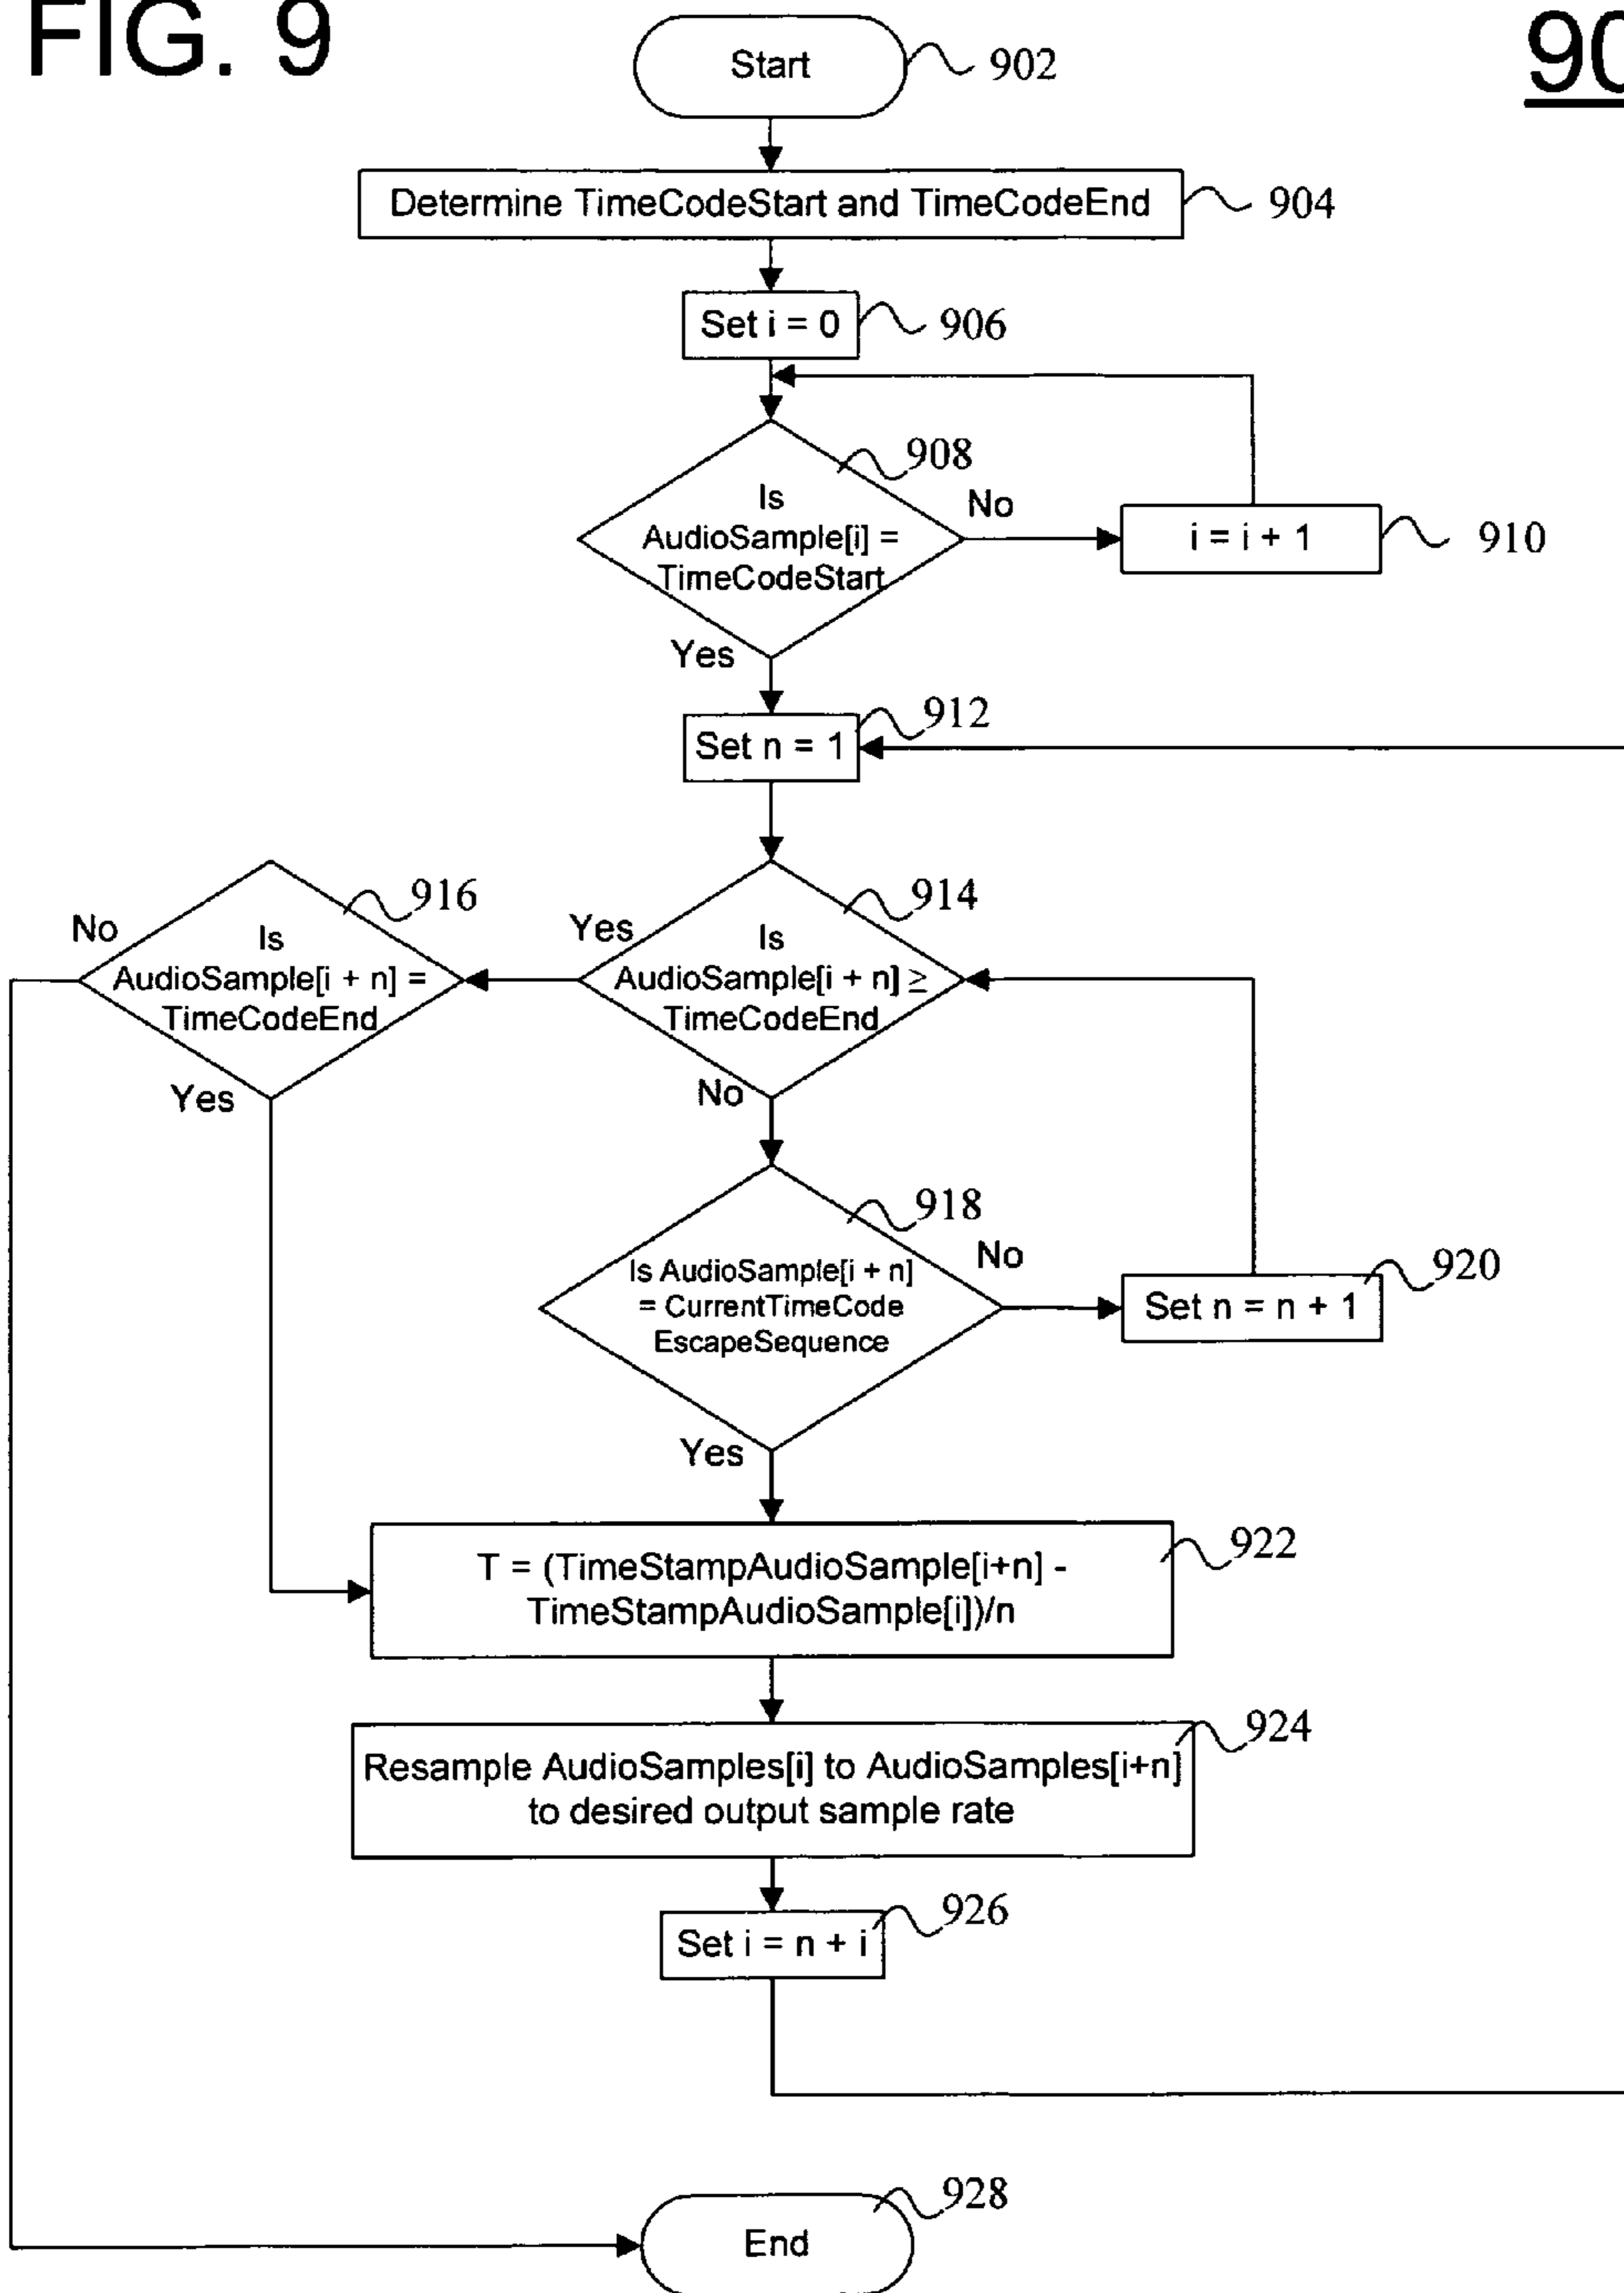 FIG. 9
90
Start
902
Determine TimeCodeStart and TimeCodeEnd
904
Set i = 0
906
908
Is
AudioSample[i] =
TimeCodeStart
No
i = i + 1
910
Yes
912
Set n = 1
916
No
Is
AudioSample[i + n] =
TimeCodeEnd
Yes
914
Yes
Is
AudioSample[i + n] ≥
TimeCodeEnd
No
918
Is AudioSample[i + n]
= CurrentTimeCode
EscapeSequence
No
920
Set n = n + 1
Yes
922
T = (TimeStampAudioSample[i+n] -
TimeStampAudioSample[i])/n
924
Resample AudioSamples[i] to AudioSamples[i+n]
to desired output sample rate
926
Set i = n + i
928
End